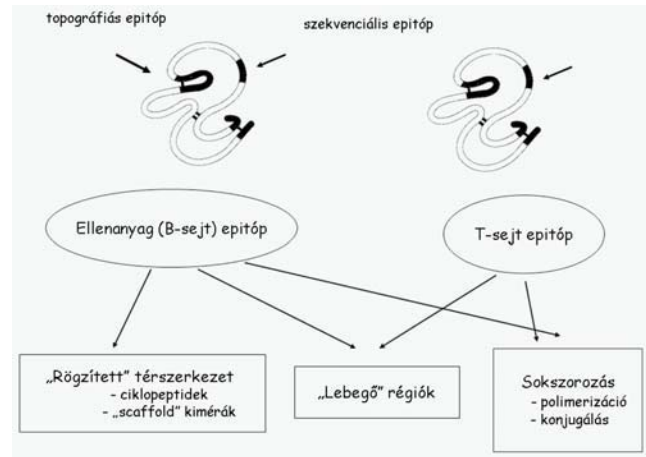 topográfiás epitóp
szekvenciális epitóp
Ellenanyag (B-sejt) epitóp
T-sejt epitóp
„Rögzített” térszerkezet
- ciklopeptidek
- „scaffold” kimérák
„Lebegő” régiók
Sokszorozás
- polimerizáció
- konjugálás